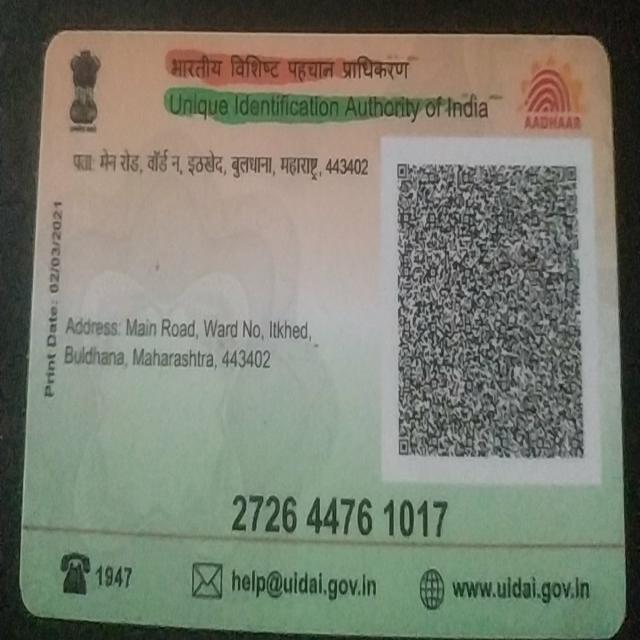 भारतीय विशिष्ट पहचान प्राधिकरण
Unique Identification Authority of India
AADHAAR
पता: मेन रोड, वॉर्ड न, इठखेद, बुलधाना, महाराष्ट्र, 443402
Print Date: 02/03/2021
Address: Main Road, Ward No, Itkhed,
Buldhana, Maharashtra, 443402
2726 4476 1017
1947
help@uidai.gov.in
www.uidai.gov.in